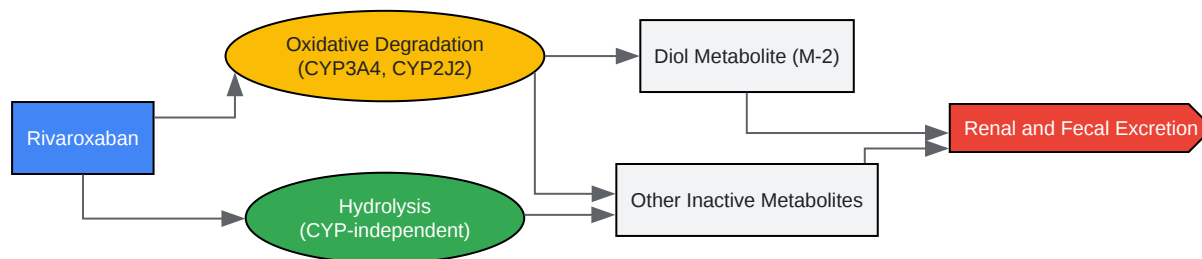 Rivaroxaban
Oxidative Degradation
(CYP3A4, CYP2J2)
Hydrolysis
(CYP-independent)
Diol Metabolite (M-2)
Other Inactive Metabolites
Renal and Fecal Excretion